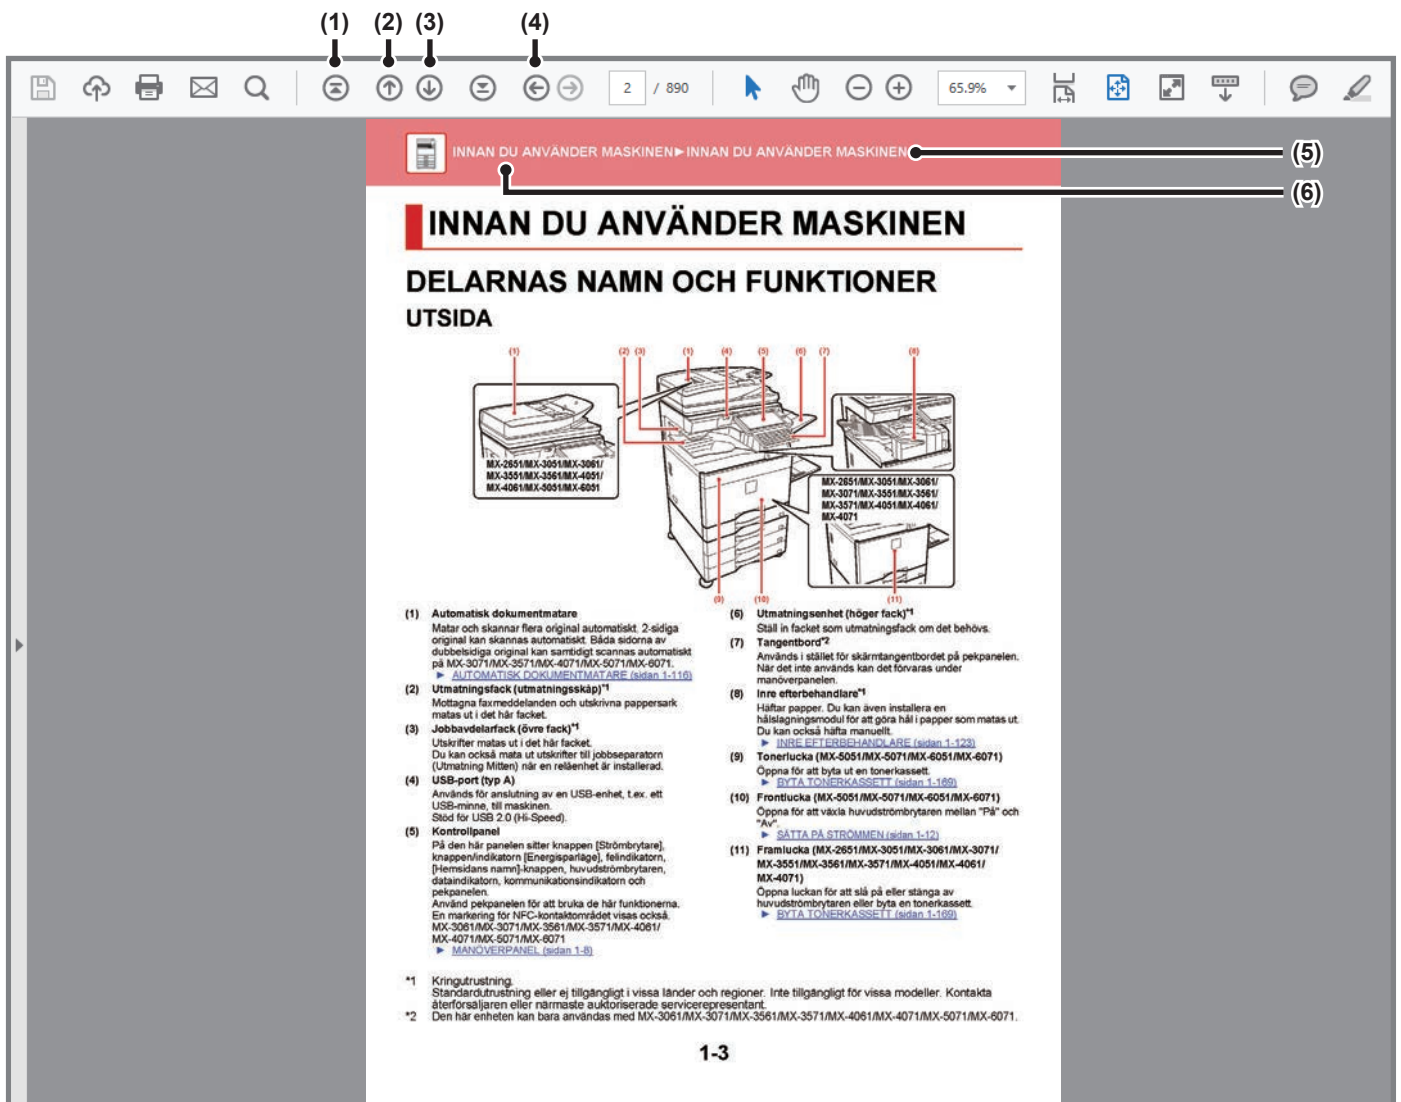 (1) (2) (3) (4)
2 / 890 65.9%
INNAN DU ANVÄNDER MASKINEN►INNAN DU ANVÄNDER MASKINEN
(5)
(6)
INNAN DU ANVÄNDER MASKINEN
DELARNAS NAMN OCH FUNKTIONER
UTSIDA
(1) (2) (3) (1) (4) (5) (6) (7) (8)
MX-2651/MX-3051/MX-3061/
MX-3551/MX-3561/MX-4051/
MX-4061/MX-5051/MX-6051
MX-2651/MX-3051/MX-3061/
MX-3071/MX-3551/MX-3561/
MX-3571/MX-4051/MX-4061/
MX-4071
(9) (10) (11)
(1) Automatisk dokumentmatare
Matar och skannar flera original automatiskt. 2-sidiga
original kan skannas automatiskt. Båda sidorna av
dubbelsidiga original kan samtidigt scannas automatiskt
på MX-3071/MX-3571/MX-4071/MX-5071/MX-6071.
► AUTOMATISK DOKUMENTMATARE (sidan 1-116)
(2) Utmatningsfack (utmatningsskåp)*1
Mottagna faxmeddelanden och utskrivna pappersark
matas ut i det här facket.
(3) Jobbavdelarfack (övre fack)*1
Utskrifter matas ut i det här facket.
Du kan också mata ut utskrifter till jobbseparatorn
(Utmatning Mitten) när en reläenhet är installerad.
(4) USB-port (typ A)
Används för anslutning av en USB-enhet, t.ex. ett
USB-minne, till maskinen.
Stöd för USB 2.0 (Hi-Speed).
(5) Kontrollpanel
På den här panelen sitter knappen [Strömbrytare],
knappen/indikatorn [Energisparläge], felindikatorn,
[Hemsidans namn]-knappen, huvudströmbrytaren,
dataindikatorn, kommunikationsindikatorn och
pekpanelen.
Använd pekpanelen för att bruka de här funktionerna.
En markering för NFC-kontaktområdet visas också.
MX-3061/MX-3071/MX-3561/MX-3571/MX-4061/
MX-4071/MX-5071/MX-6071
► MANÖVERPANEL (sidan 1-8)
(6) Utmatningsenhet (höger fack)*1
Ställ in facket som utmatningsfack om det behövs.
(7) Tangentbord*2
Används i stället för skärmtangentbordet på pekpanelen.
När det inte används kan det förvaras under
manöverpanelen.
(8) Inre efterbehandlare*1
Häftar papper. Du kan även installera en
hålslagningsmodul för att göra hål i papper som matas ut.
Du kan också häfta manuellt.
► INRE EFTERBEHANDLARE (sidan 1-123)
(9) Tonerlucka (MX-5051/MX-5071/MX-6051/MX-6071)
Öppna för att byta ut en tonerkassett.
► BYTA TONERKASSETT (sidan 1-169)
(10) Frontlucka (MX-5051/MX-5071/MX-6051/MX-6071)
Öppna för att växla huvudströmbrytaren mellan "På" och
"Av".
► SÄTTA PÅ STRÖMMEN (sidan 1-12)
(11) Framlucka (MX-2651/MX-3051/MX-3061/MX-3071/
MX-3551/MX-3561/MX-3571/MX-4051/MX-4061/
MX-4071)
Öppna luckan för att slå på eller stänga av
huvudströmbrytaren eller byta en tonerkassett.
► BYTA TONERKASSETT (sidan 1-169)
*1 Kringutrustning.
Standardutrustning eller ej tillgängligt i vissa länder och regioner. Inte tillgängligt för vissa modeller. Kontakta
återförsäljaren eller närmaste auktoriserade servicerepresentant.
*2 Den här enheten kan bara användas med MX-3061/MX-3071/MX-3561/MX-3571/MX-4061/MX-4071/MX-5071/MX-6071.
1-3